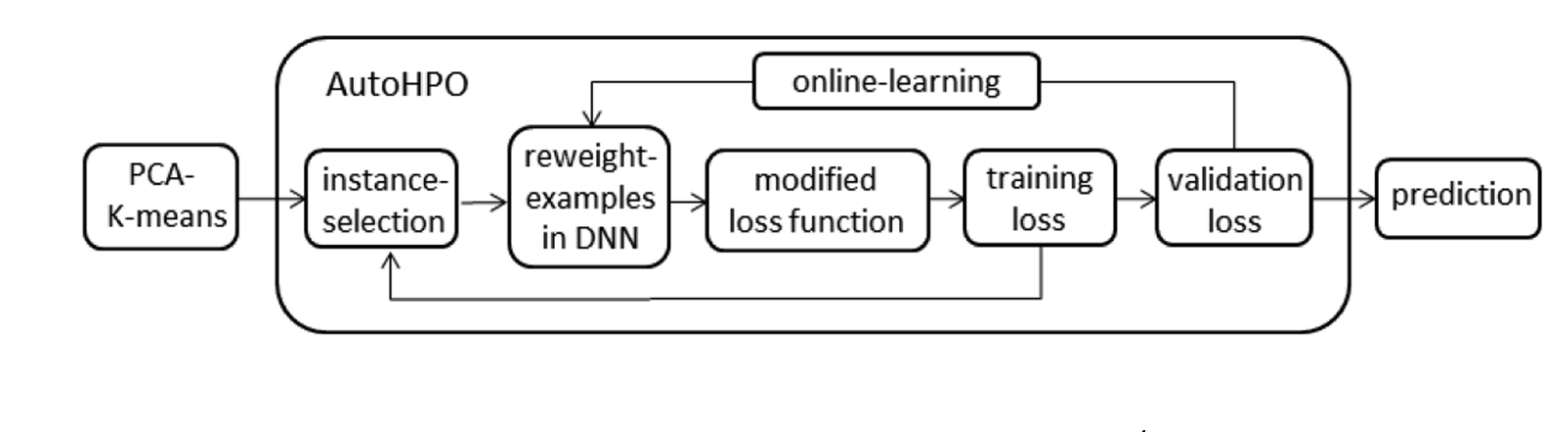 AutoHPO
online-learning
PCA-
K-means
instance-
selection
reweight-
examples
in DNN
modified
loss function
training
loss
validation
loss
prediction